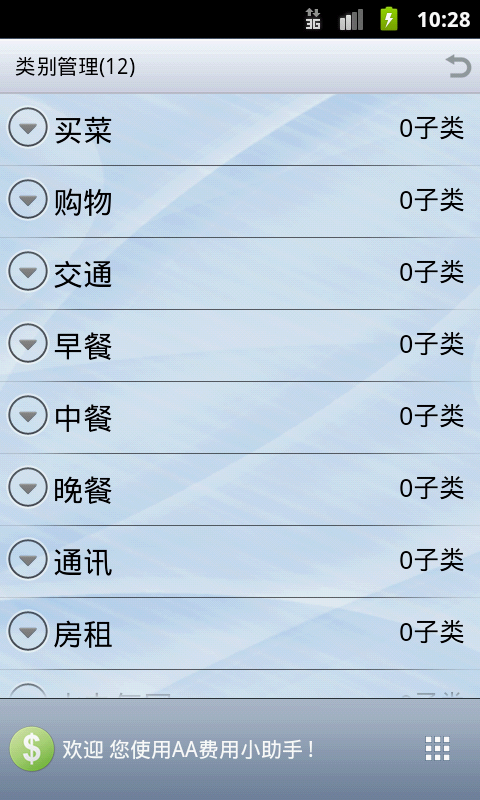 3G 10:28
类别管理(12)
买菜 0子类
购物 0子类
交通 0子类
早餐 0子类
中餐 0子类
晚餐 0子类
通讯 0子类
房租 0子类
$ 欢迎 您使用AA费用小助手！